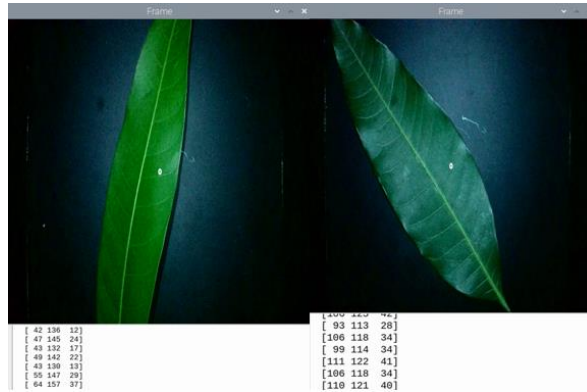 Frame
0
[ 42 136 12]
[ 47 145 24]
[ 43 132 17]
[ 49 142 22]
[ 43 130 13]
[ 55 147 29]
[ 64 157 37]
Frame
0
[ 93 113 28]
[106 118 34]
[ 99 114 34]
[111 122 41]
[106 118 34]
[110 121 40]